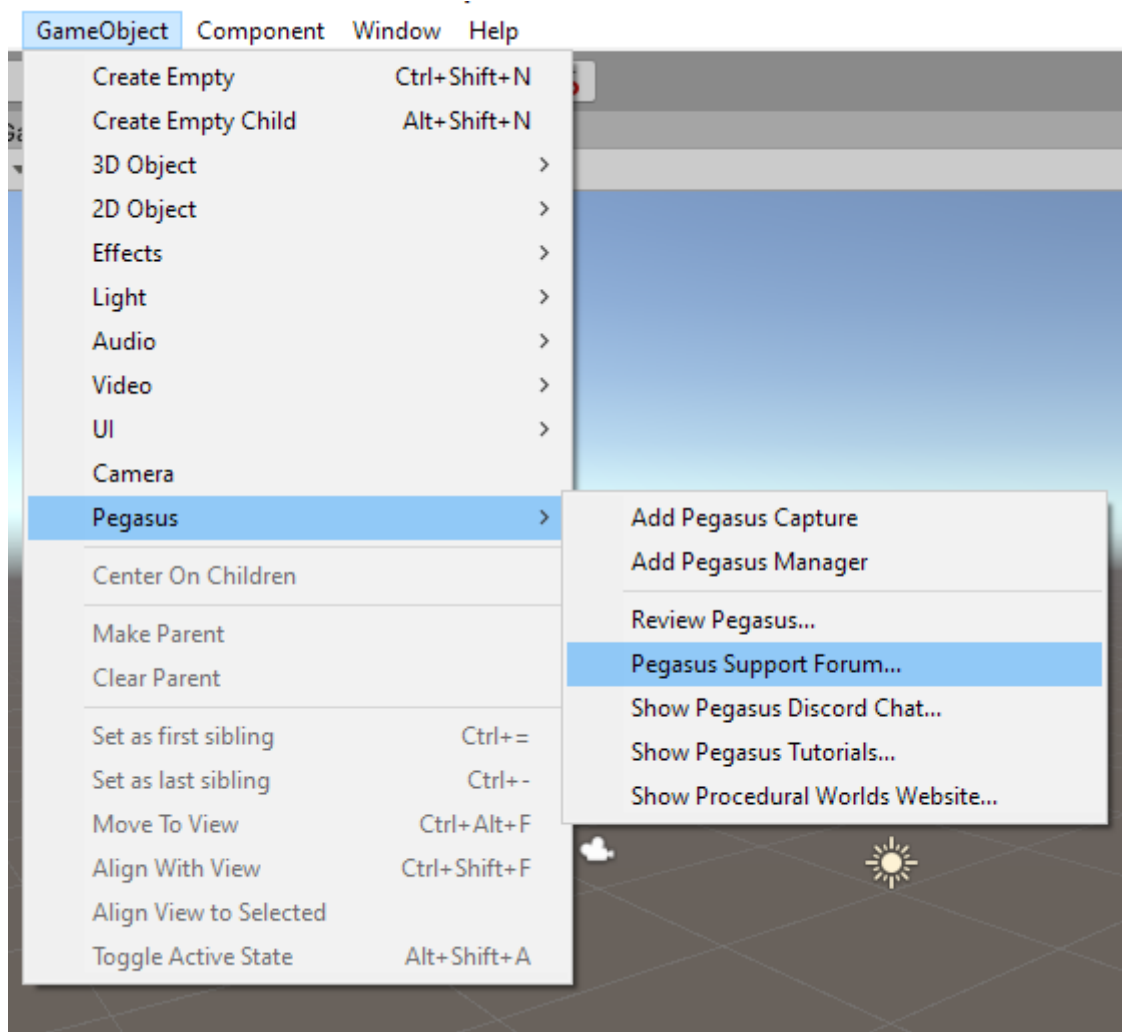 GameObject Component Window Help
Create Empty Ctrl+Shift+N
Create Empty Child Alt+Shift+N
3D Object
2D Object
Effects
Light
Audio
Video
UI
Camera
Pegasus
Center On Children
Make Parent
Clear Parent
Set as first sibling Ctrl+=
Set as last sibling Ctrl+-
Move To View Ctrl+Alt+F
Align With View Ctrl+Shift+F
Align View to Selected
Toggle Active State Alt+Shift+A
Add Pegasus Capture
Add Pegasus Manager
Review Pegasus...
Pegasus Support Forum...
Show Pegasus Discord Chat...
Show Pegasus Tutorials...
Show Procedural Worlds Website...